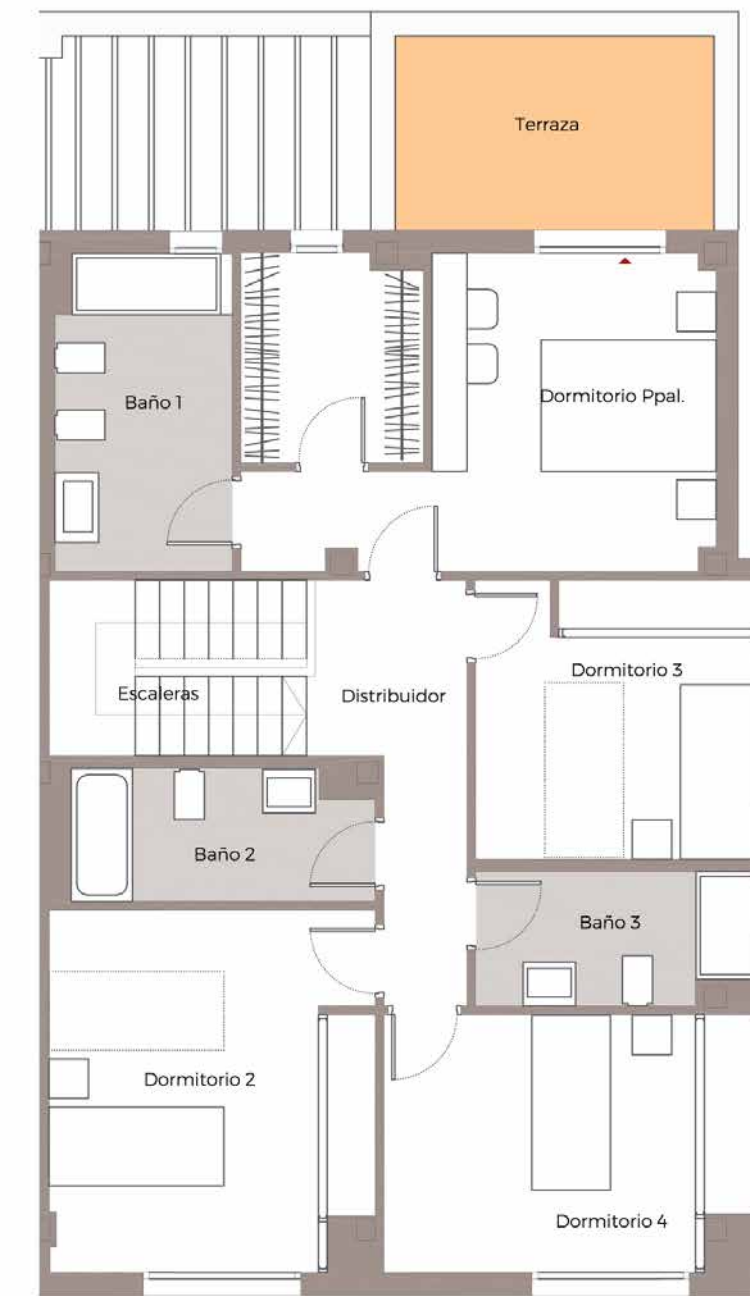 Terraza
Baño 1
Dormitorio Ppal.
Escaleras
Distribuidor
Dormitorio 3
Baño 2
Baño 3
Dormitorio 2
Dormitorio 4